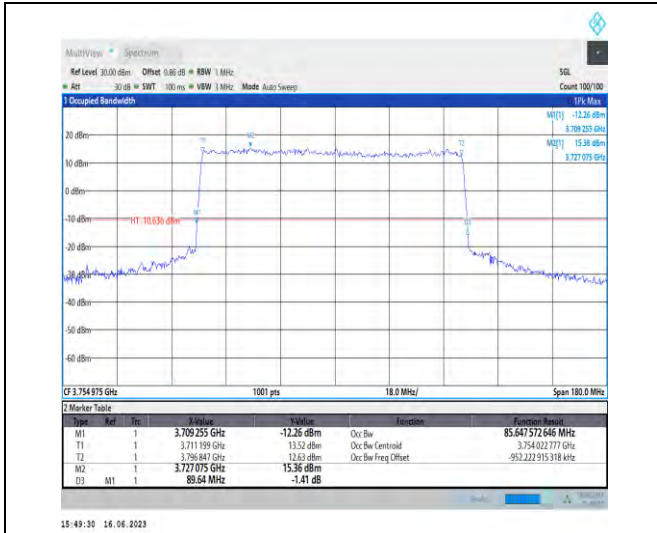 MultiView Spectrum
Ref Level 30.00 dBm Offset 0.86 dB RBW 1 MHz SGL
Att 30 dB SWT 100 ms VBW 3 MHz Mode Auto Sweep Count 100/100
1 Occupied Bandwidth 1Pk Max
M1[1] -12.26 dBm
3.709 255 GHz
20 dBm M2 M2[1] 15.38 dBm
T1 T2 3.727 075 GHz
10 dBm
0 dBm
-10 dBm M1 H1 -10.636 dBm D3
-20 dBm
-30 dBm
-40 dBm
-50 dBm
-60 dBm
CF 3.754 975 GHz 1001 pts 18.0 MHz/ Span 180.0 MHz
2 Marker Table
Type Ref Trc X-Value Y-Value Function Function Result
M1 1 3.709 255 GHz -12.26 dBm Occ Bw 85.647 572 646 MHz
T1 1 3.711 199 GHz 13.52 dBm Occ Bw Centroid 3.754 022 777 GHz
T2 1 3.796 847 GHz 12.63 dBm Occ Bw Freq Offset -952.222 915 318 kHz
M2 1 3.727 075 GHz 15.36 dBm
D3 M1 1 89.64 MHz -1.41 dB
15:49:30 16.06.2023